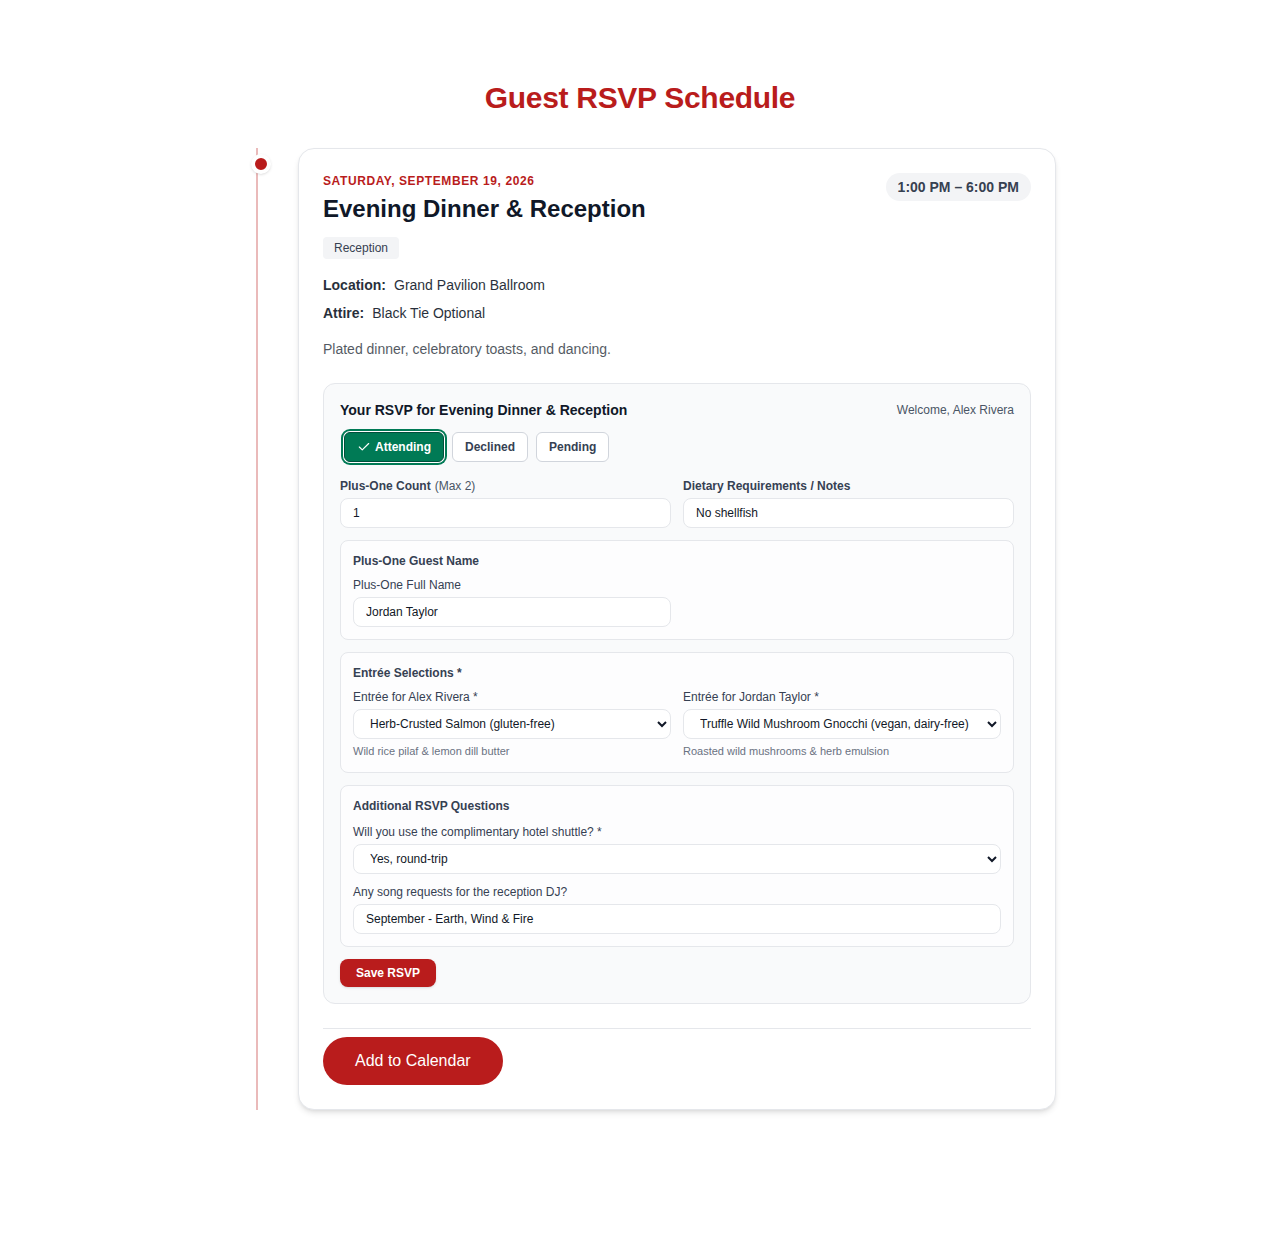 Guest RSVP Schedule
SATURDAY, SEPTEMBER 19, 2026
1:00 PM – 6:00 PM
Evening Dinner & Reception
Reception
Location: Grand Pavilion Ballroom
Attire: Black Tie Optional
Plated dinner, celebratory toasts, and dancing.
Your RSVP for Evening Dinner & Reception
Welcome, Alex Rivera
Attending
Declined
Pending
Plus-One Count (Max 2)
Dietary Requirements / Notes
1
No shellfish
Plus-One Guest Name
Plus-One Full Name
Jordan Taylor
Entrée Selections *
Entrée for Alex Rivera *
Entrée for Jordan Taylor *
Herb-Crusted Salmon (gluten-free)
Truffle Wild Mushroom Gnocchi (vegan, dairy-free)
Wild rice pilaf & lemon dill butter
Roasted wild mushrooms & herb emulsion
Additional RSVP Questions
Will you use the complimentary hotel shuttle? *
Yes, round-trip
Any song requests for the reception DJ?
September - Earth, Wind & Fire
Save RSVP
Add to Calendar